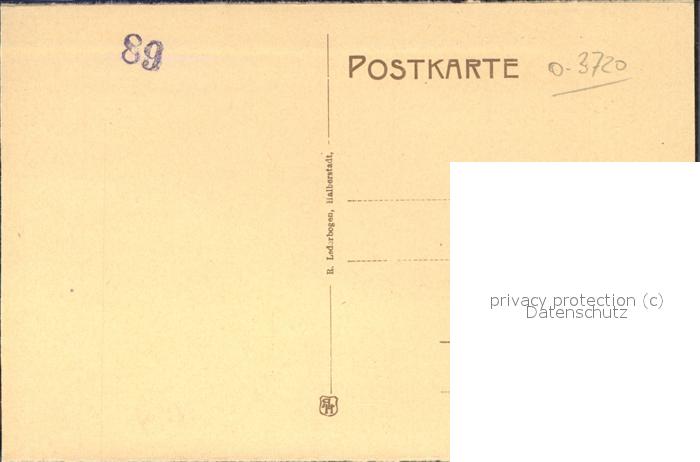 89
POSTKARTE
o-3720
R. Lederbogen, Halberstadt,
privacy protection (c)
Datenschutz